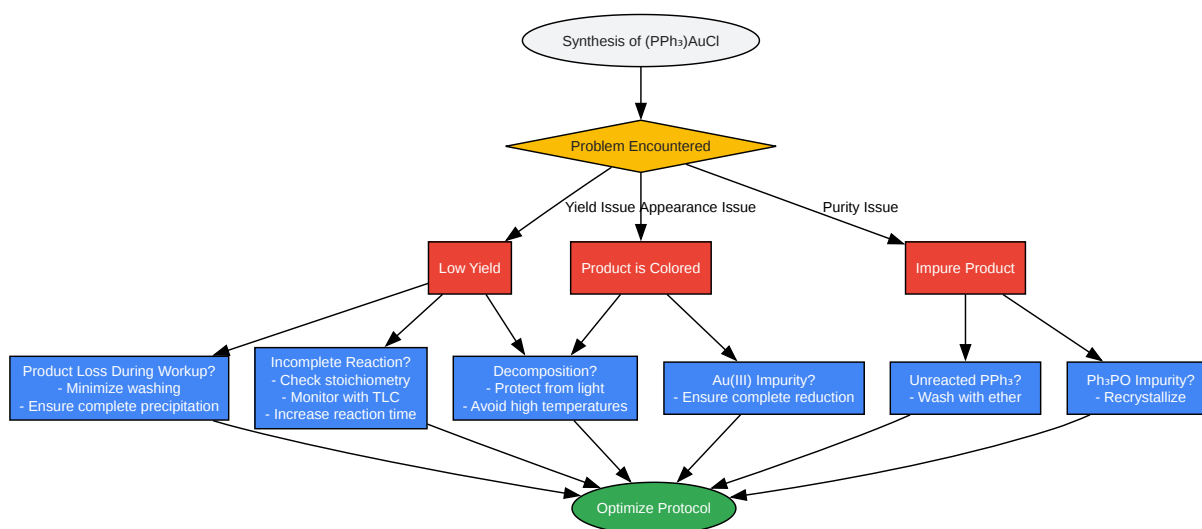 Synthesis of (PPh₃)AuCl
Problem Encountered
Yield Issue
Appearance Issue
Purity Issue
Low Yield
Product is Colored
Impure Product
Product Loss During Workup?
- Minimize washing
- Ensure complete precipitation
Incomplete Reaction?
- Check stoichiometry
- Monitor with TLC
- Increase reaction time
Decomposition?
- Protect from light
- Avoid high temperatures
Au(III) Impurity?
- Ensure complete reduction
Unreacted PPh₃?
- Wash with ether
Ph₃PO Impurity?
- Recrystallize
Optimize Protocol